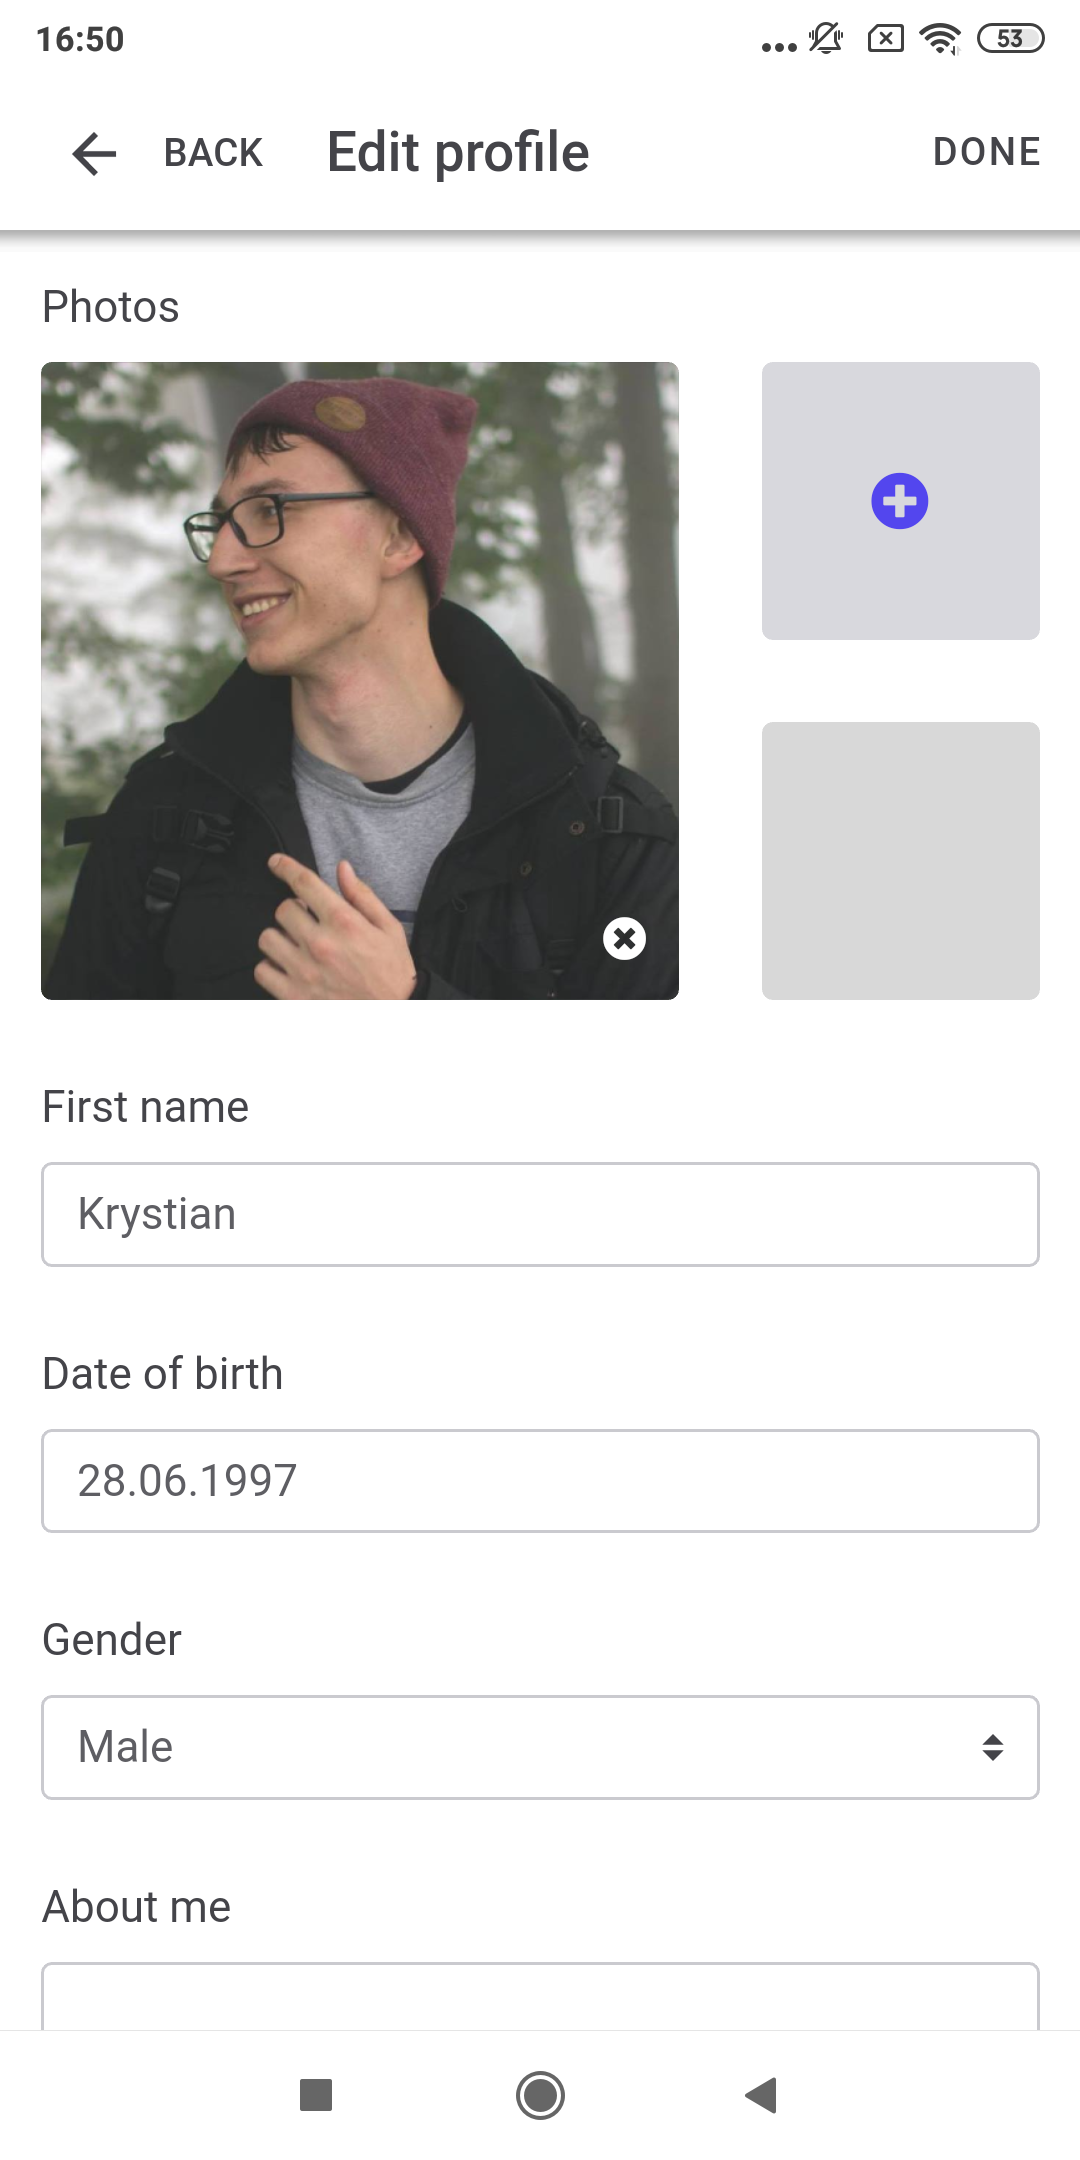 16:50
53
BACK Edit profile DONE
Photos
First name
Krystian
Date of birth
28.06.1997
Gender
Male
About me